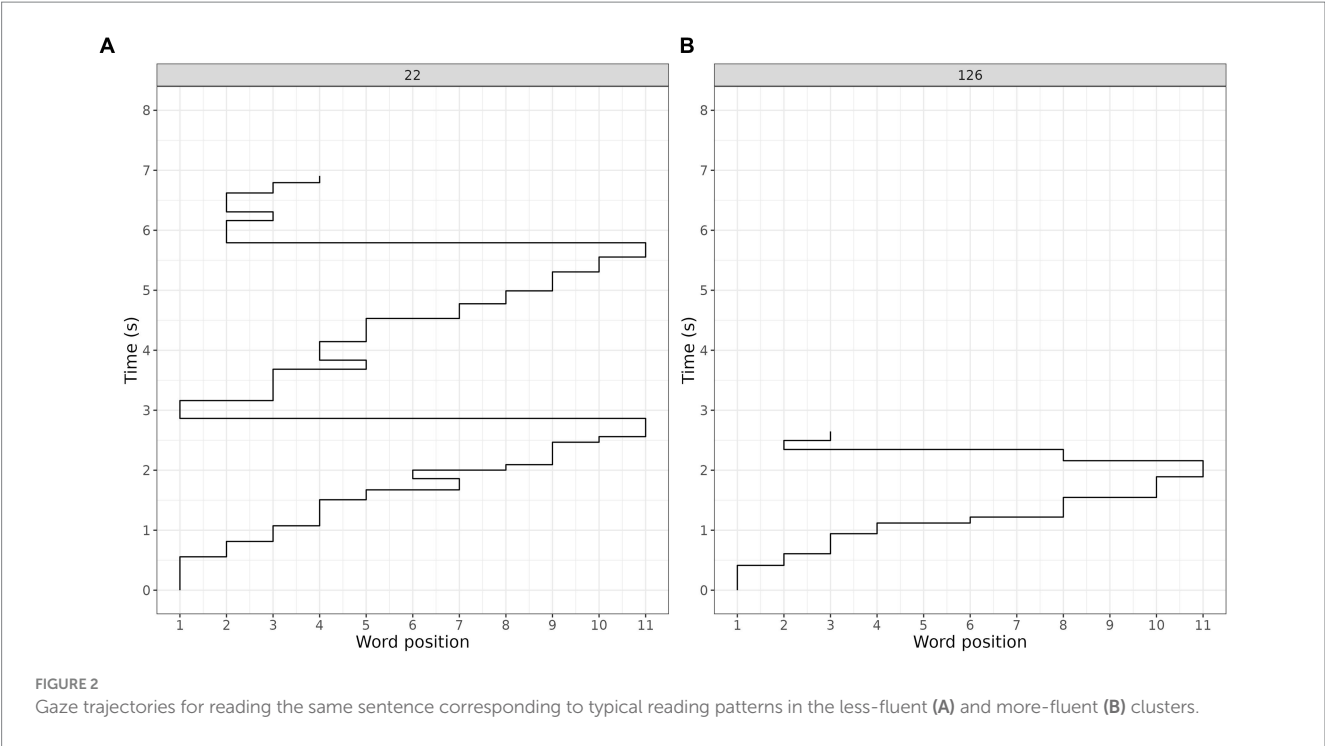 A
B
22
126
8
7
6
5
4
3
2
1
0
Time (s)
1 2 3 4 5 6 7 8 9 10 11
Word position
8
7
6
5
4
3
2
1
0
Time (s)
1 2 3 4 5 6 7 8 9 10 11
Word position
FIGURE 2
Gaze trajectories for reading the same sentence corresponding to typical reading patterns in the less-fluent (A) and more-fluent (B) clusters.